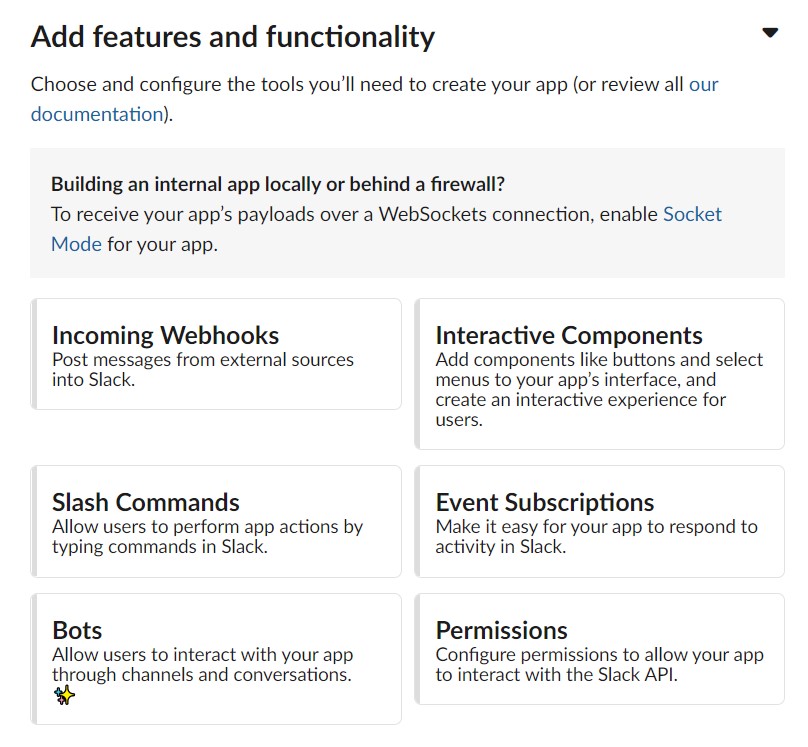 Add features and functionality
Choose and configure the tools you’ll need to create your app (or review all our
documentation).
Building an internal app locally or behind a firewall?
To receive your app’s payloads over a WebSockets connection, enable Socket
Mode for your app.
Incoming Webhooks
Post messages from external sources
into Slack.
Interactive Components
Add components like buttons and select
menus to your app’s interface, and
create an interactive experience for
users.
Slash Commands
Allow users to perform app actions by
typing commands in Slack.
Event Subscriptions
Make it easy for your app to respond to
activity in Slack.
Bots
Allow users to interact with your app
through channels and conversations.
Permissions
Configure permissions to allow your app
to interact with the Slack API.